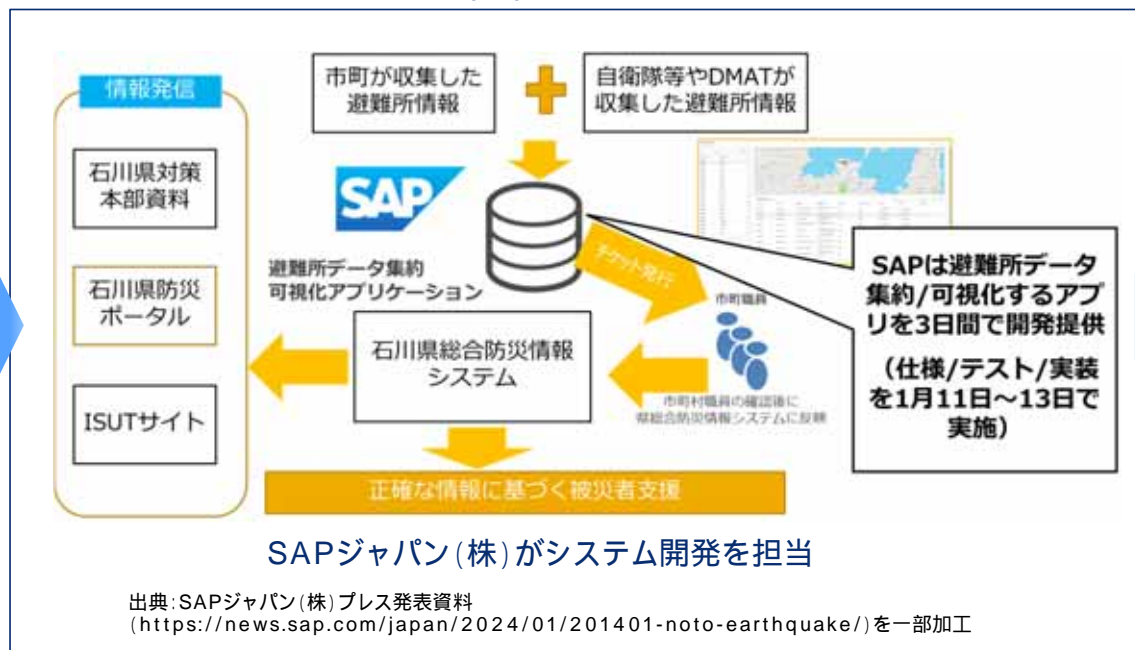 情報発信
石川県対策
本部資料
石川県防災
ポータル
ISUTサイト
市町が収集した
避難所情報
自衛隊等やDMATが
収集した避難所情報
SAP
避難所データ集約
可視化アプリケーション
チケット発行
市町職員
石川県総合防災情報
システム
市町村職員の確認後に
県総合防災情報システムに反映
SAPは避難所データ
集約/可視化するアプ
リを3日間で開発提供
（仕様/テスト/実装
を1月11日～13日で
実施）
正確な情報に基づく被災者支援
SAPジャパン(株)がシステム開発を担当
出典:SAPジャパン(株)プレス発表資料
(https://news.sap.com/japan/2024/01/201401-noto-earthquake/)を一部加工